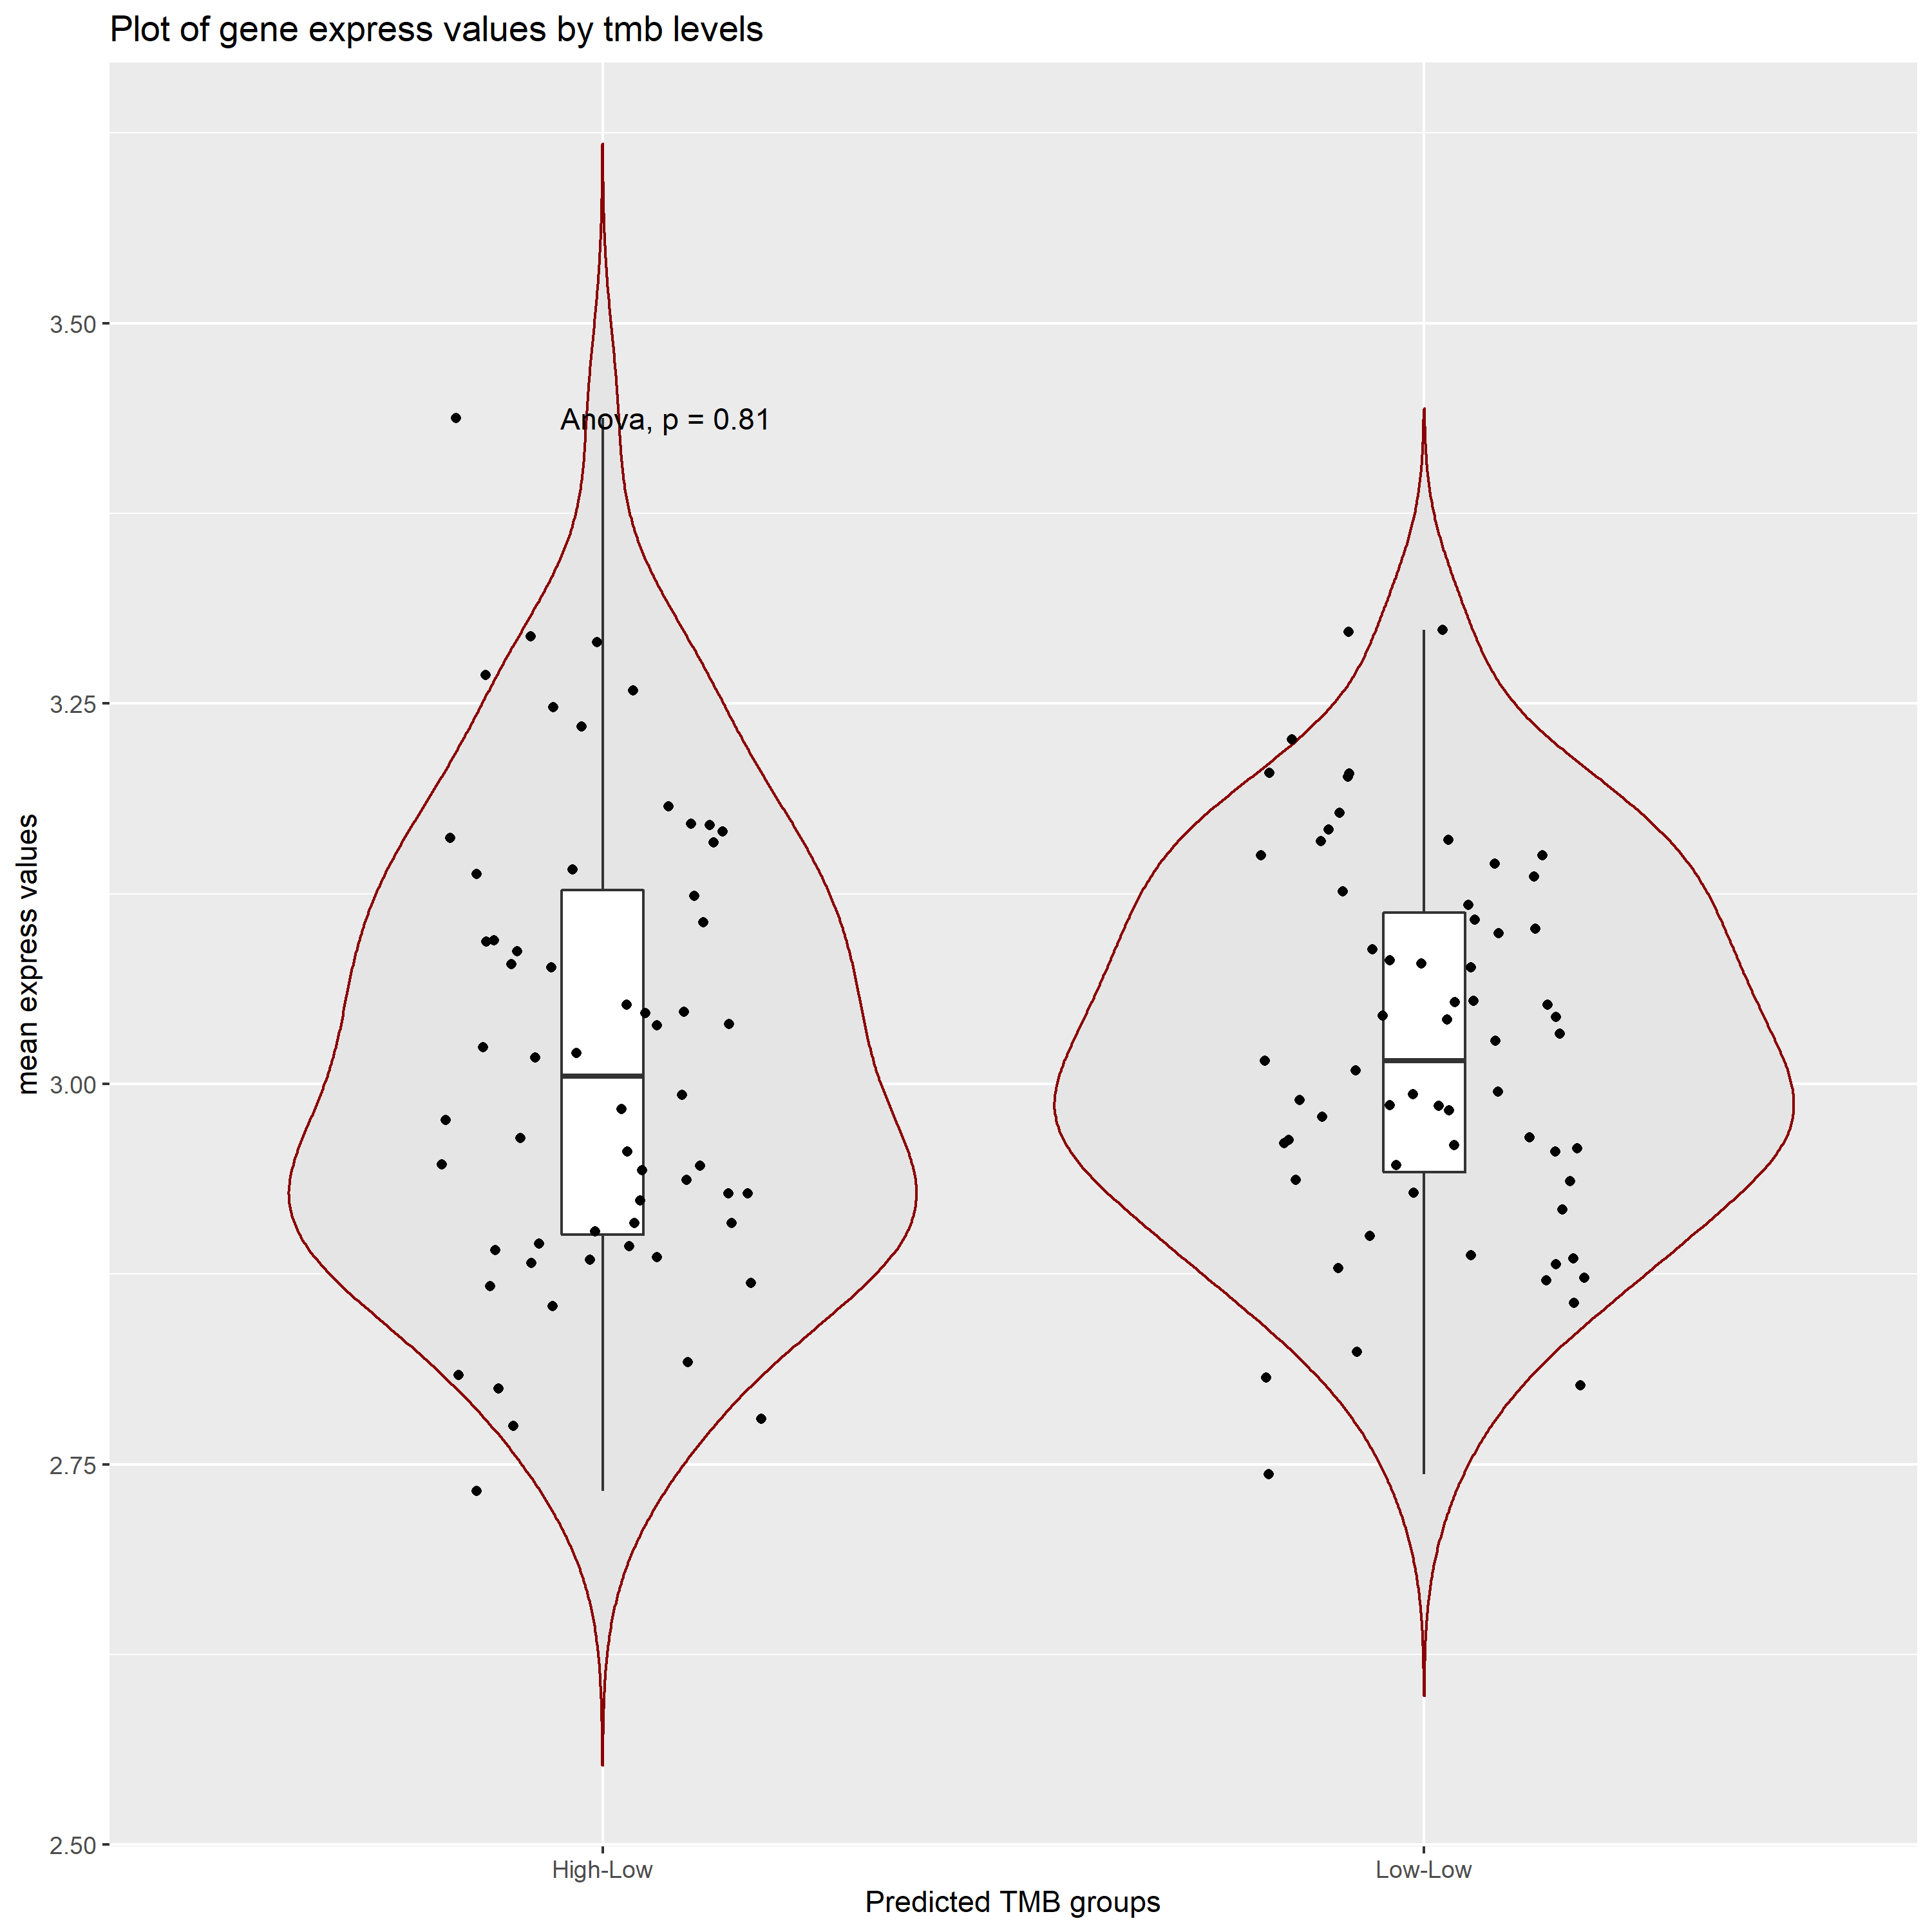 Plot of gene express values by tmb levels
mean express values
3.50
3.25
3.00
2.75
2.50
Anova, p = 0.81
High-Low
Low-Low
Predicted TMB groups